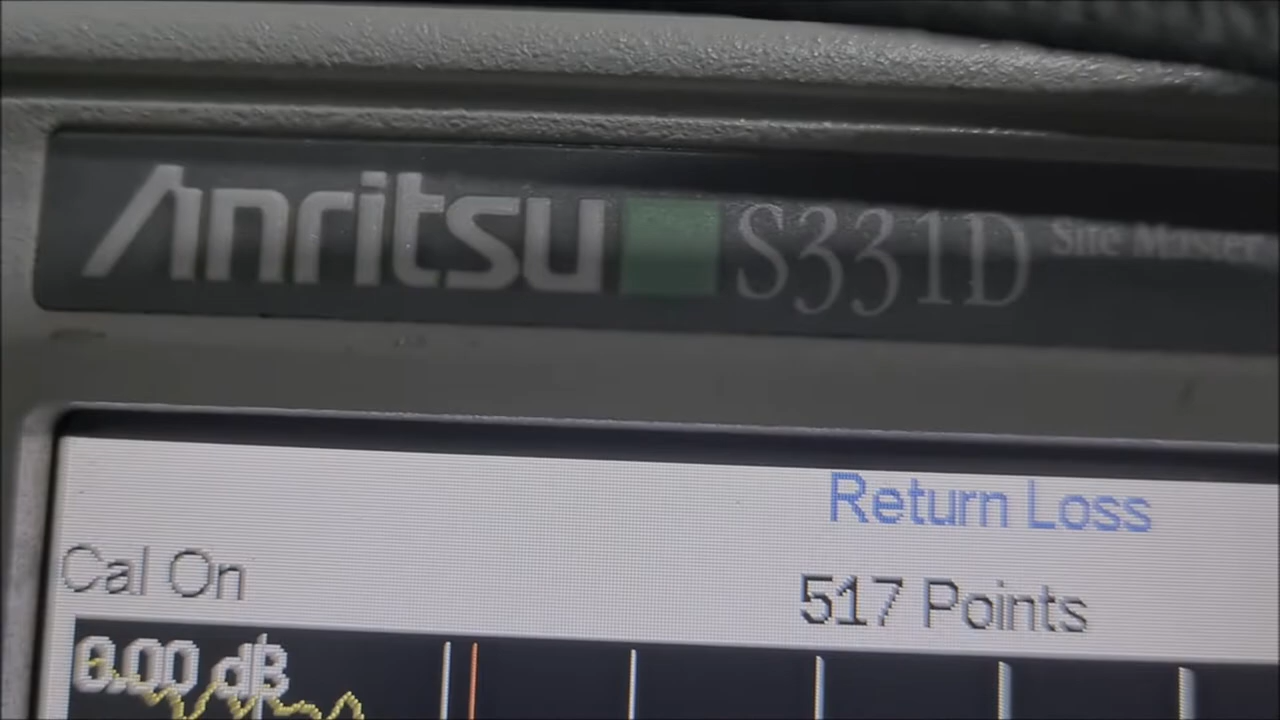 Anritsu S331D Site Master
Return Loss
Cal On
517 Points
0.00 dB